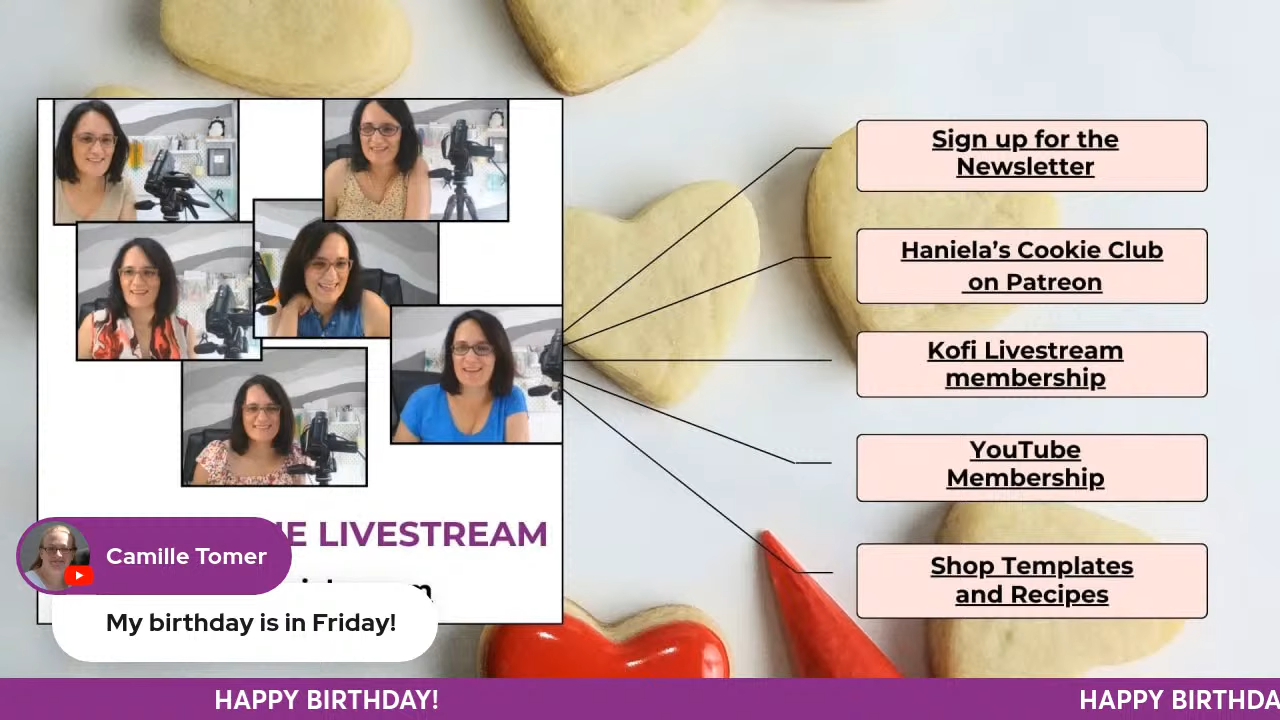 Sign up for the
Newsletter
Haniela's Cookie Club
on Patreon
Kofi Livestream
membership
YouTube
Membership
Shop Templates
and Recipes
LIVESTREAM
Camille Tomer
My birthday is in Friday!
HAPPY BIRTHDAY!
HAPPY BIRTHDA